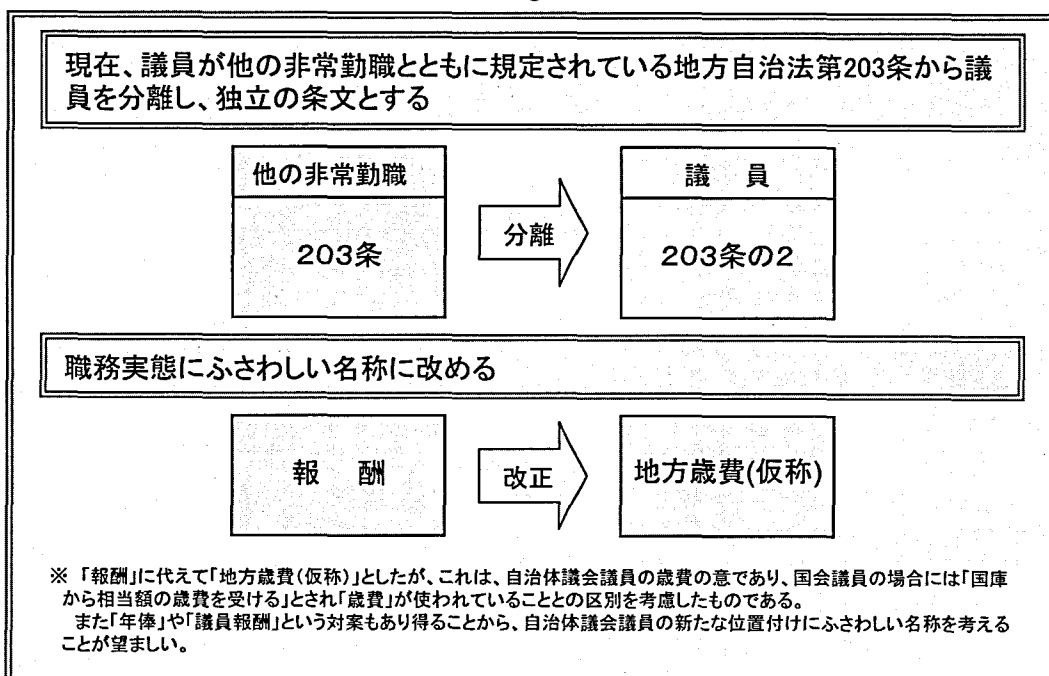 現在、議員が他の非常勤職とともに規定されている地方自治法第203条から議
員を分離し、独立の条文とする
他の非常勤職
203条
分離
議　員
203条の2
職務実態にふさわしい名称に改める
報　酬
改正
地方歳費(仮称)
※「報酬」に代えて「地方歳費(仮称)」としたが、これは、自治体議会議員の歳費の意であり、国会議員の場合には「国庫
から相当額の歳費を受ける」とされ「歳費」が使われていることとの区別を考慮したものである。
また「年俸」や「議員報酬」という対案もあり得ることから、自治体議会議員の新たな位置付けにふさわしい名称を考える
ことが望ましい。